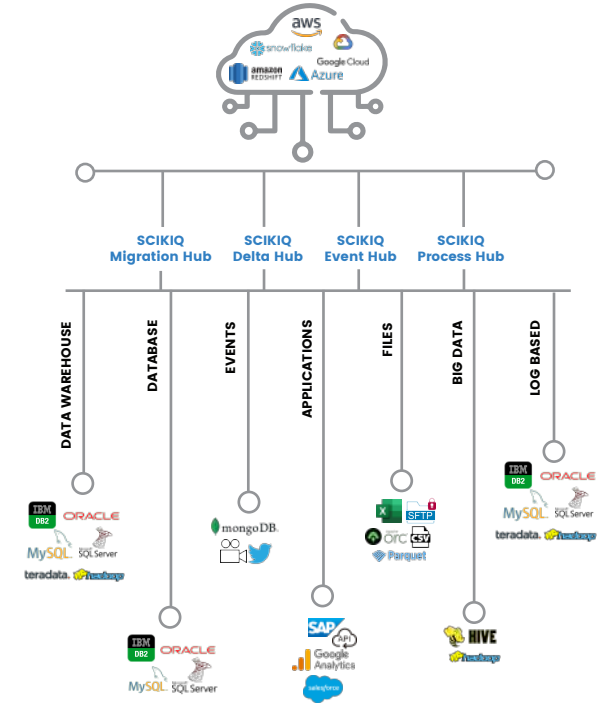 aws
snowflake
Google Cloud
amazon
REDSHIFT
Azure
SCIKIQ
Migration Hub
SCIKIQ
Delta Hub
SCIKIQ
Event Hub
SCIKIQ
Process Hub
DATA WAREHOUSE
DATABASE
EVENTS
APPLICATIONS
FILES
BIG DATA
LOG BASED
IBM
DB2
ORACLE
MySQL
SQL Server
teradata.
hadoop
IBM
DB2
ORACLE
MySQL
SQL Server
mongoDB
SAP
API
Google
Analytics
salesforce
X
SFTP
orc
CSV
Parquet
HIVE
hadoop
IBM
DB2
ORACLE
MySQL
SQL Server
teradata.
hadoop